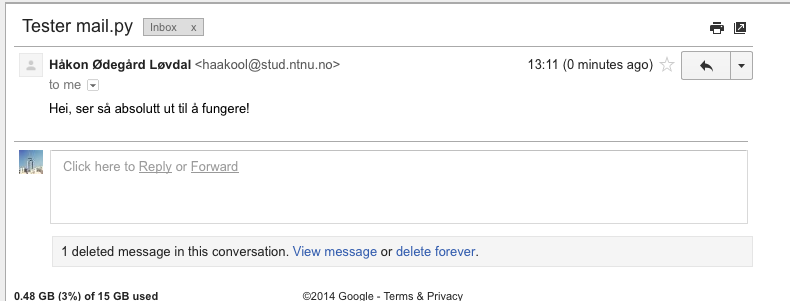 Tester mail.py Inbox x
Håkon Ødegård Løvdal <haakool@stud.ntnu.no> 13:11 (0 minutes ago)
to me
Hei, ser så absolutt ut til å fungere!
Click here to Reply or Forward
1 deleted message in this conversation. View message or delete forever.
0.48 GB (3%) of 15 GB used ©2014 Google - Terms & Privacy